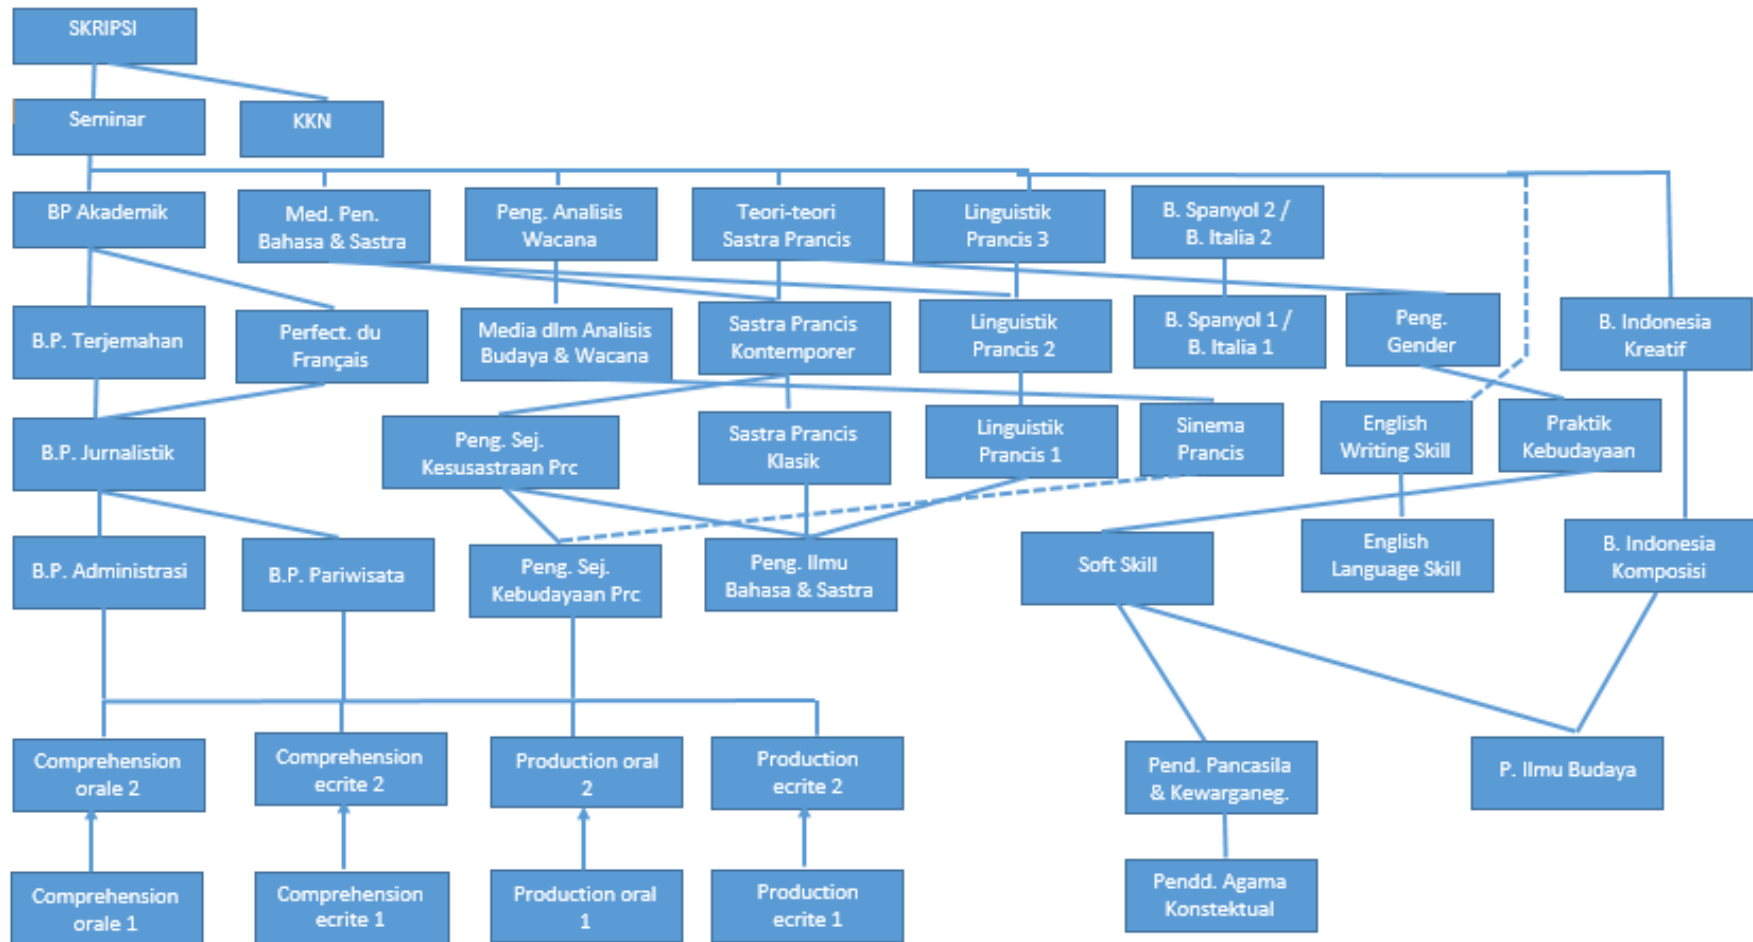 SKRIPSI
Seminar
KKN
BP Akademik
Med. Pen.
Bahasa & Sastra
Peng. Analisis
Wacana
Teori-teori
Sastra Prancis
Linguistik
Prancis 3
B. Spanyol 2 /
B. Italia 2
B.P. Terjemahan
Perfect. du
Français
Media dlm Analisis
Budaya & Wacana
Sastra Prancis
Kontemporer
Linguistik
Prancis 2
B. Spanyol 1 /
B. Italia 1
Peng.
Gender
B. Indonesia
Kreatif
B.P. Jurnalistik
Peng. Sej.
Kesusastraan Prc
Sastra Prancis
Klasik
Linguistik
Prancis 1
Sinema
Prancis
English
Writing Skill
Praktik
Kebudayaan
B.P. Administrasi
B.P. Pariwisata
Peng. Sej.
Kebudayaan Prc
Peng. Ilmu
Bahasa & Sastra
Soft Skill
English
Language Skill
B. Indonesia
Komposisi
Comprehension
orale 2
Comprehension
ecrite 2
Production oral
2
Production
ecrite 2
Pend. Pancasila
& Kewarganeg.
P. Ilmu Budaya
Comprehension
orale 1
Comprehension
ecrite 1
Production oral
1
Production
ecrite 1
Pendd. Agama
Konstektual